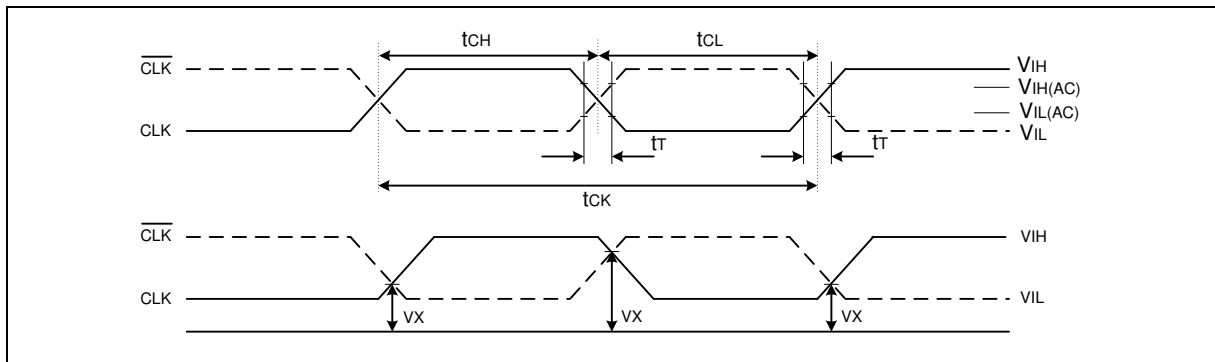 tCH tCL
CLK VIH
VIH(AC)
VIL(AC)
CLK VIL
tT tT
tCK
CLK VIH
CLK VIL
VX VX VX